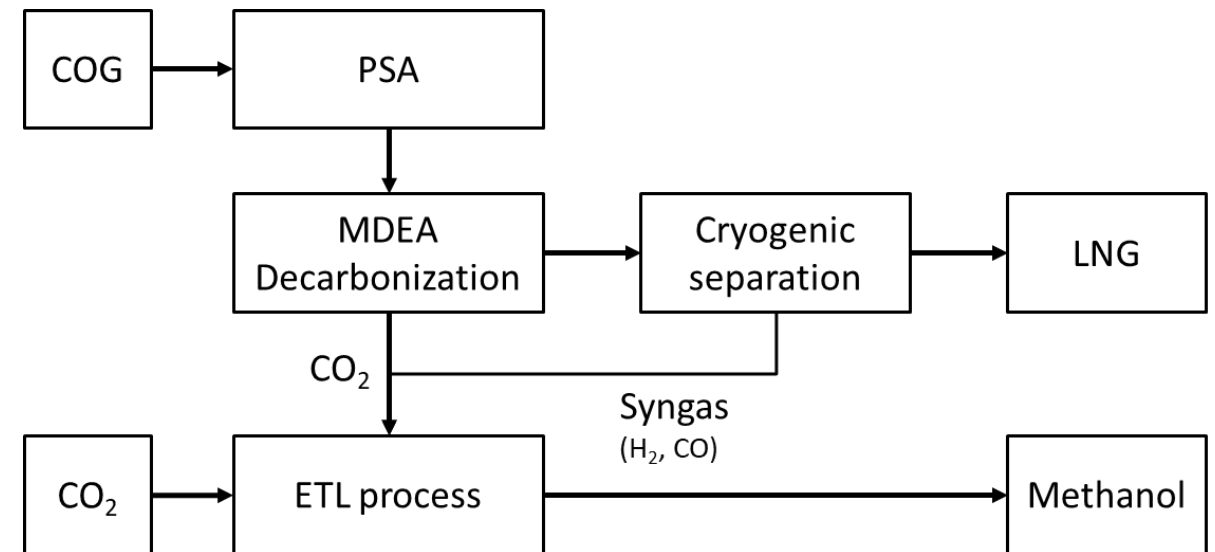 COG
PSA
MDEA
Decarbonization
Cryogenic
separation
LNG
CO₂
Syngas
(H₂, CO)
CO₂
ETL process
Methanol